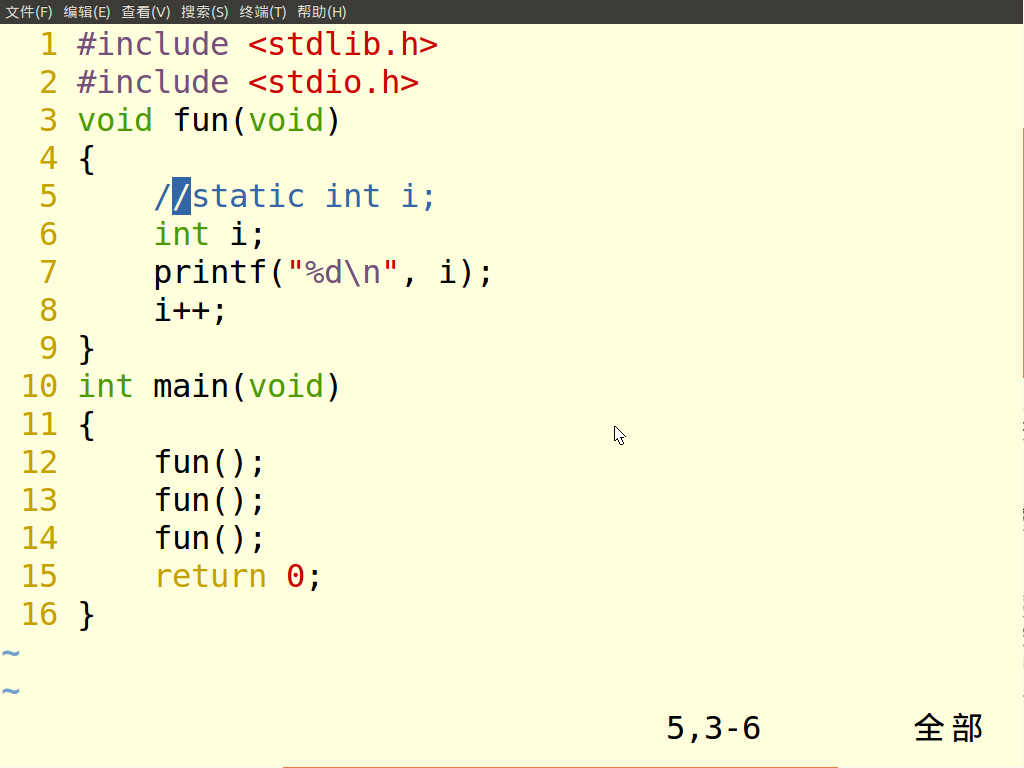 文件(F) 编辑(E) 查看(V) 搜索(S) 终端(T) 帮助(H)
1 #include <stdlib.h>
2 #include <stdio.h>
3 void fun(void)
4 {
5     //static int i;
6     int i;
7     printf("%d\n", i);
8     i++;
9 }
10 int main(void)
11 {
12     fun();
13     fun();
14     fun();
15     return 0;
16 }
~
~
5,3-6 全部